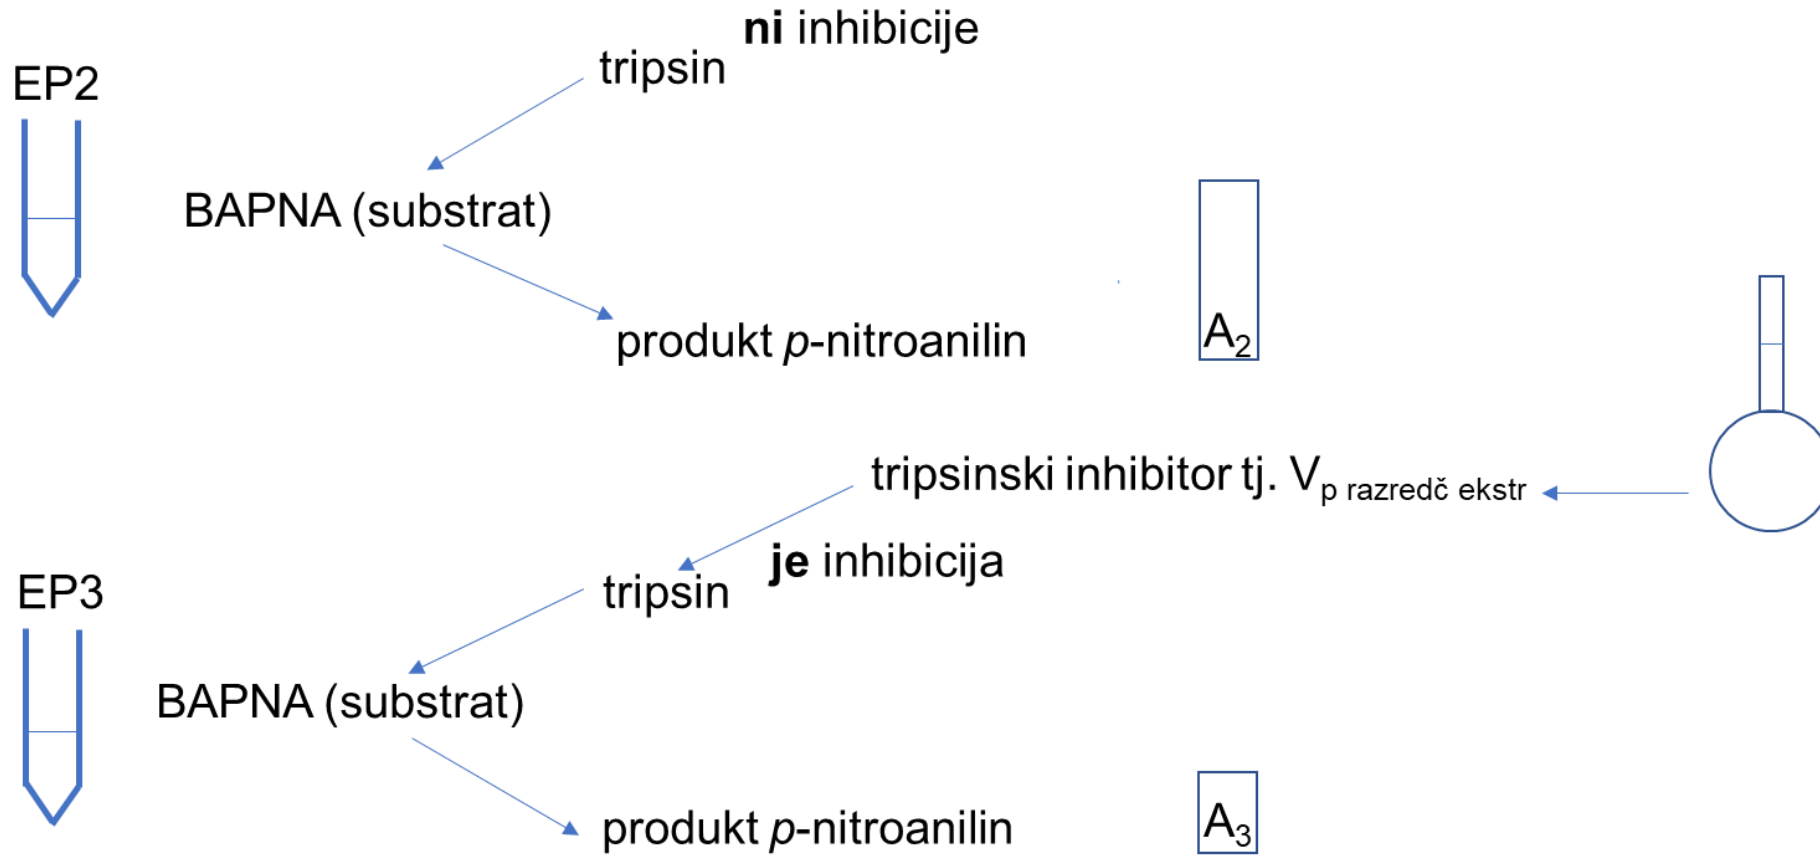 ni inhibicije
tripsin
EP2
BAPNA (substrat)
produkt p-nitroanilin
A2
tripsinski inhibitor tj. Vp razredč ekstr
je inhibicija
EP3
tripsin
BAPNA (substrat)
produkt p-nitroanilin
A3